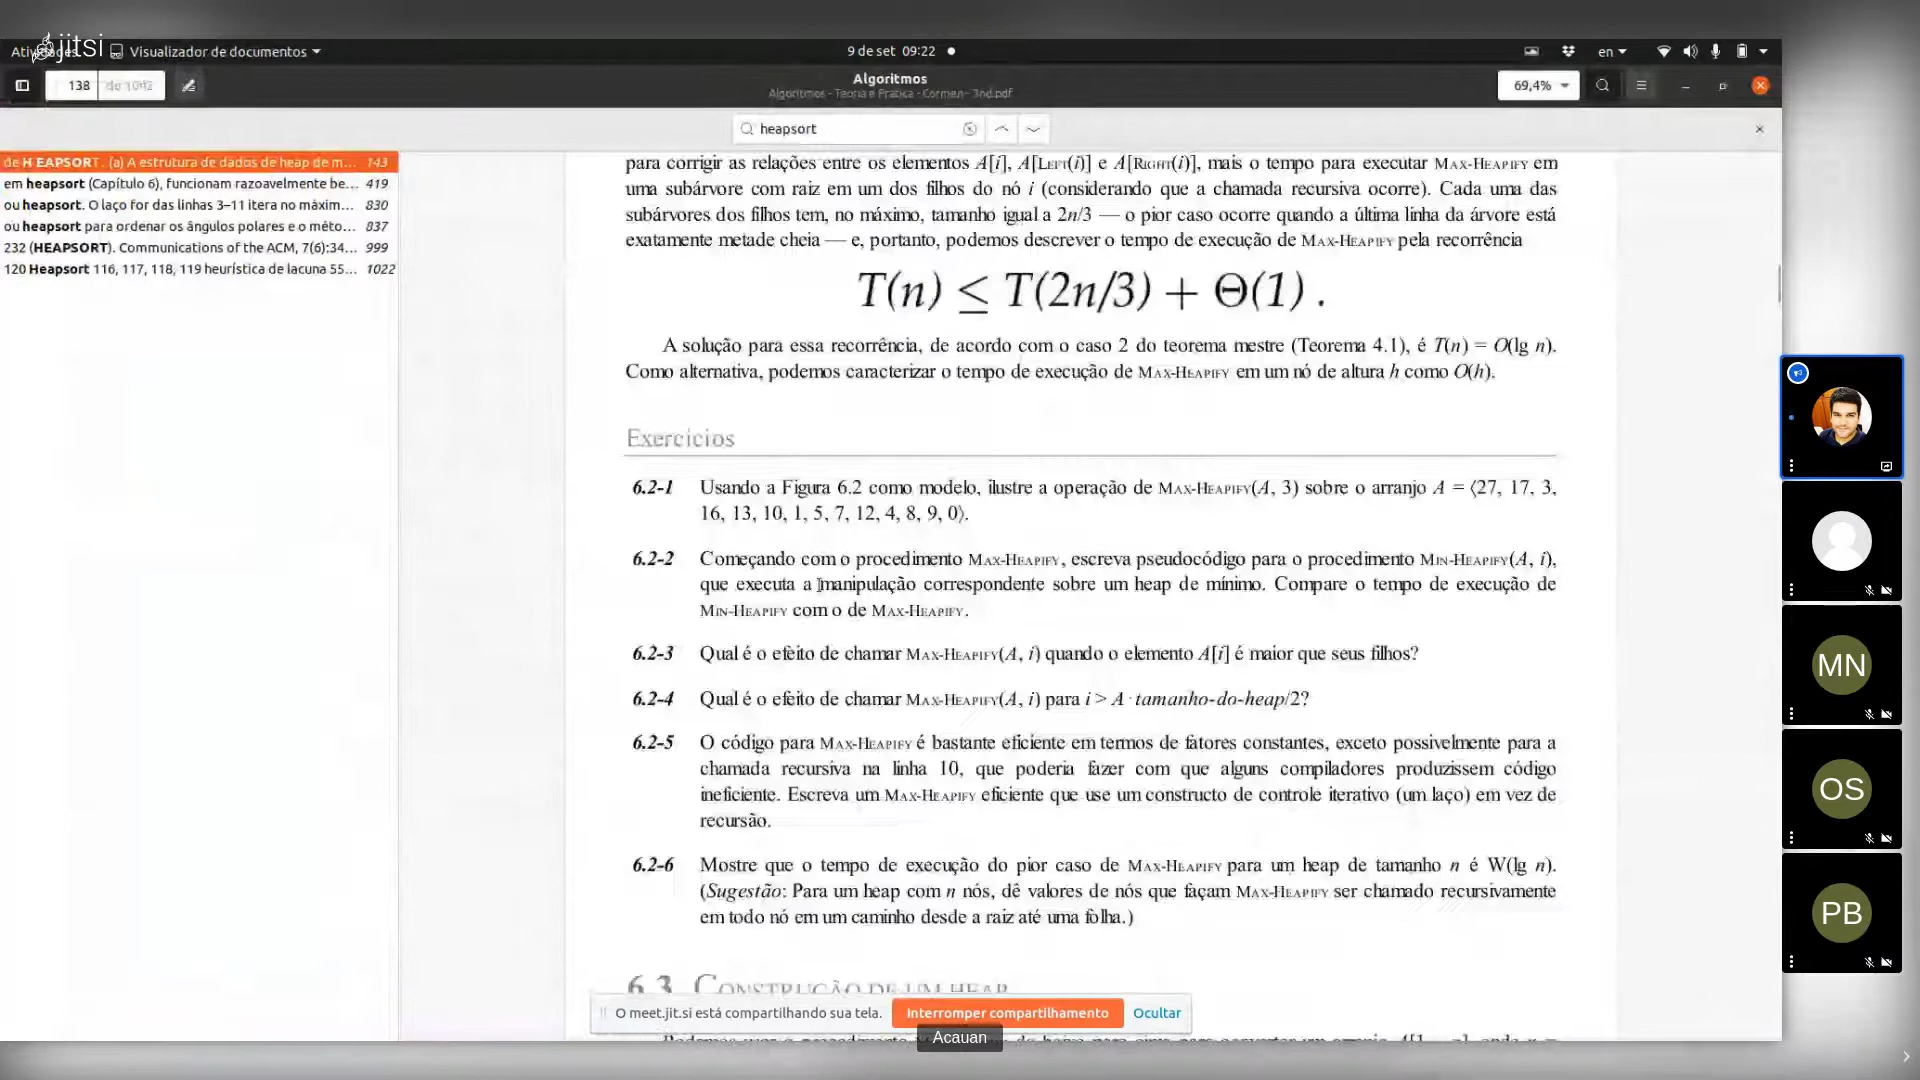 Atividades
jitsi
Visualizador de documentos
9 de set 09:22
en
138
de 1042
Algoritmos
Algoritmos - Teoria e Pratica - Cormen - 3nd.pdf
69,4%
heapsort
de HEAPSORT. (a) A estrutura de dados de heap de m... 143
em heapsort (Capítulo 6), funcionam razoavelmente be... 419
ou heapsort. O laço for das linhas 3–11 itera no máxim... 830
ou heapsort para ordenar os ângulos polares e o méto... 837
232 (HEAPSORT). Communications of the ACM, 7(6):34... 999
120 Heapsort 116, 117, 118, 119 heurística de lacuna 55... 1022
para corrigir as relações entre os elementos A[i], A[LEFT(i)] e A[RIGHT(i)], mais o tempo para executar MAX-HEAPIFY em
uma subárvore com raiz em um dos filhos do nó i (considerando que a chamada recursiva ocorre). Cada uma das
subárvores dos filhos tem, no máximo, tamanho igual a 2n/3 — o pior caso ocorre quando a última linha da árvore está
exatamente metade cheia — e, portanto, podemos descrever o tempo de execução de MAX-HEAPIFY pela recorrência
T(n) ≤ T(2n/3) + Θ(1) .
A solução para essa recorrência, de acordo com o caso 2 do teorema mestre (Teorema 4.1), é T(n) = O(lg n).
Como alternativa, podemos caracterizar o tempo de execução de MAX-HEAPIFY em um nó de altura h como O(h).
Exercícios
6.2-1 Usando a Figura 6.2 como modelo, ilustre a operação de MAX-HEAPIFY(A, 3) sobre o arranjo A = ⟨27, 17, 3,
16, 13, 10, 1, 5, 7, 12, 4, 8, 9, 0⟩.
6.2-2 Começando com o procedimento MAX-HEAPIFY, escreva pseudocódigo para o procedimento MIN-HEAPIFY(A, i),
que executa a manipulação correspondente sobre um heap de mínimo. Compare o tempo de execução de
MIN-HEAPIFY com o de MAX-HEAPIFY.
6.2-3 Qual é o efeito de chamar MAX-HEAPIFY(A, i) quando o elemento A[i] é maior que seus filhos?
6.2-4 Qual é o efeito de chamar MAX-HEAPIFY(A, i) para i > A · tamanho-do-heap/2?
6.2-5 O código para MAX-HEAPIFY é bastante eficiente em termos de fatores constantes, exceto possivelmente para a
chamada recursiva na linha 10, que poderia fazer com que alguns compiladores produzissem código
ineficiente. Escreva um MAX-HEAPIFY eficiente que use um constructo de controle iterativo (um laço) em vez de
recursão.
6.2-6 Mostre que o tempo de execução do pior caso de MAX-HEAPIFY para um heap de tamanho n é W(lg n).
(Sugestão: Para um heap com n nós, dê valores de nós que façam MAX-HEAPIFY ser chamado recursivamente
em todo nó em um caminho desde a raiz até uma folha.)
6.3 CONSTRUÇÃO DE UM HEAP
O meet.jit.si está compartilhando sua tela.
Interromper compartilhamento
Ocultar
Acauan
MN
OS
PB